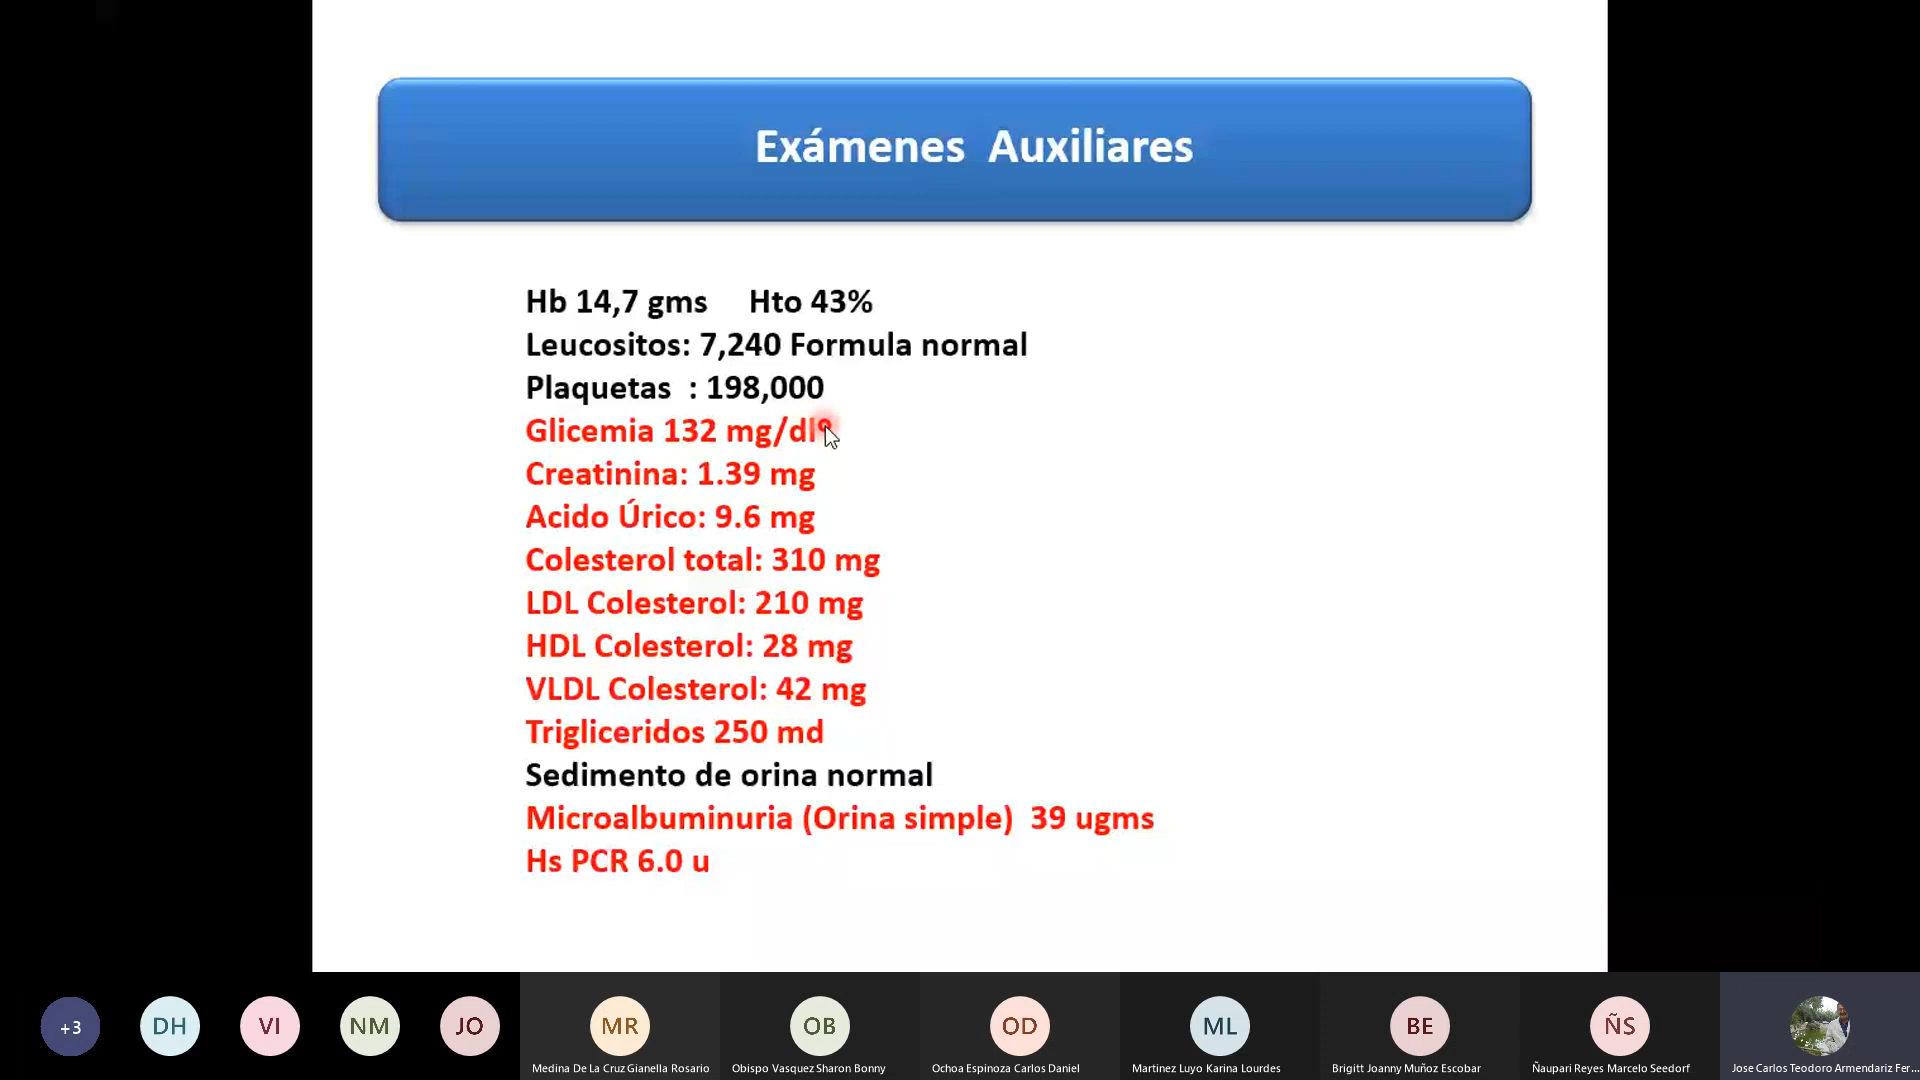 Exámenes Auxiliares
Hb 14,7 gms Hto 43%
Leucositos: 7,240 Formula normal
Plaquetas : 198,000
Glicemia 132 mg/dl
Creatinina: 1.39 mg
Acido Úrico: 9.6 mg
Colesterol total: 310 mg
LDL Colesterol: 210 mg
HDL Colesterol: 28 mg
VLDL Colesterol: 42 mg
Trigliceridos 250 md
Sedimento de orina normal
Microalbuminuria (Orina simple) 39 ugms
Hs PCR 6.0 u
+3 DH VI NM JO MR OB OD ML BE ÑS
Medina De La Cruz Gianella Rosario Obispo Vasquez Sharon Bonny Ochoa Espinoza Carlos Daniel Martinez Luyo Karina Lourdes Brigitt Joanny Muñoz Escobar Ñaupari Reyes Marcelo Seedorf Jose Carlos Teodoro Armendariz Fer...